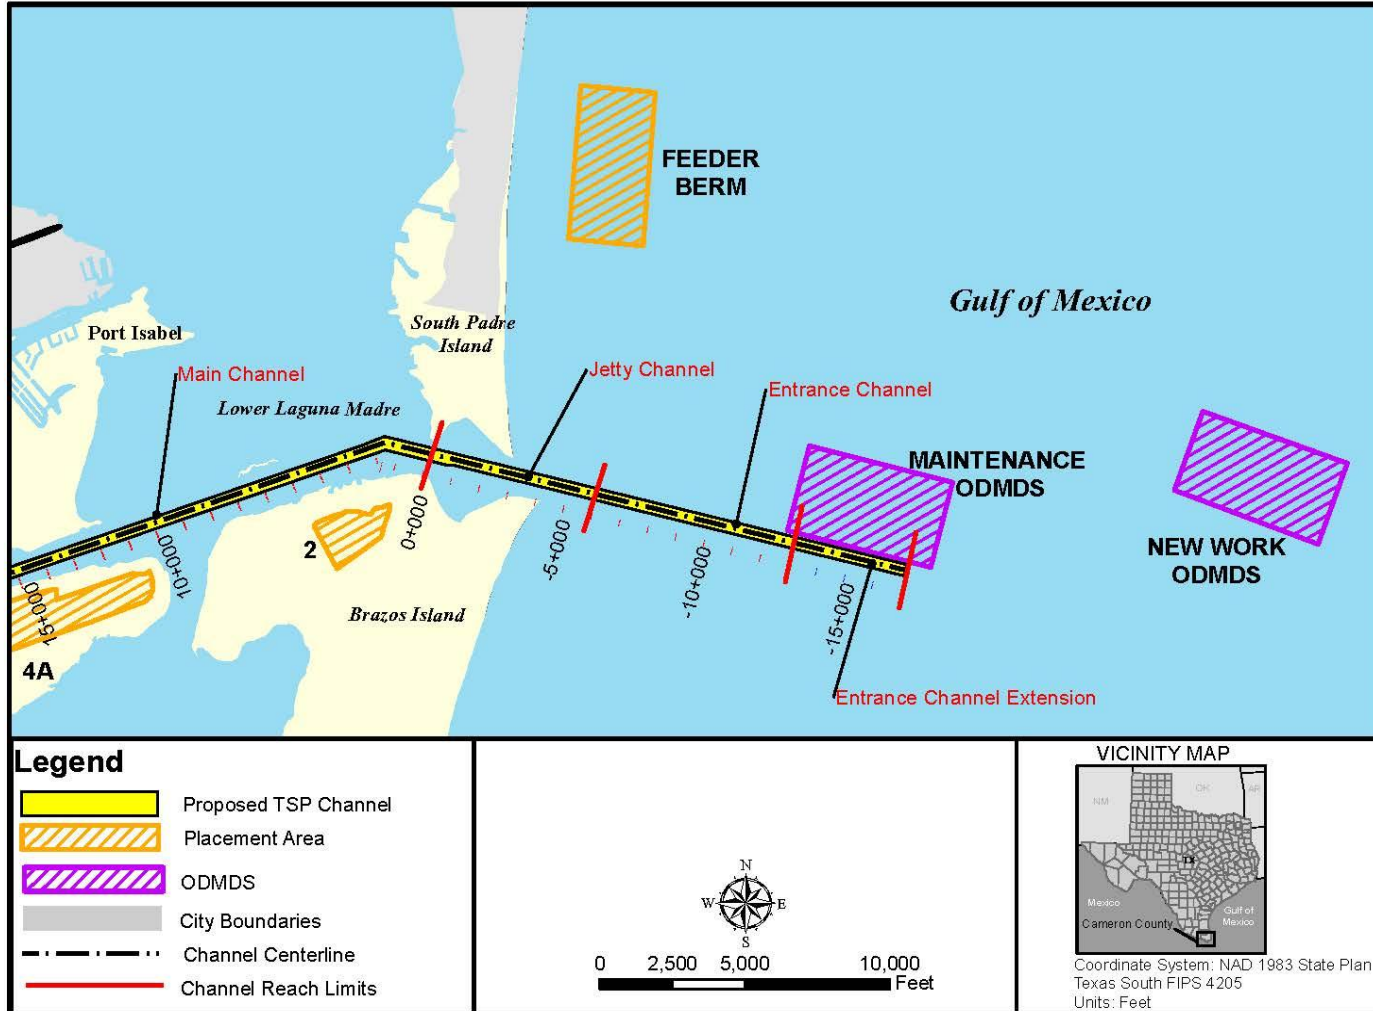 FEEDER
BERM
Gulf of Mexico
Port Isabel
South Padre
Island
Main Channel
Jetty Channel
Entrance Channel
Lower Laguna Madre
MAINTENANCE
ODMDS
NEW WORK
ODMDS
2
0+000
-5+000
-10+000
-15+000
10+000
15+000
4A
Brazos Island
Entrance Channel Extension
Legend
Proposed TSP Channel
Placement Area
ODMDS
City Boundaries
Channel Centerline
Channel Reach Limits
N
W E
S
0 2,500 5,000 10,000
Feet
VICINITY MAP
NM
OK
AR
TX
Mexico
Gulf of
Mexico
Cameron County
Coordinate System: NAD 1983 State Plan
Texas South FIPS 4205
Units: Feet